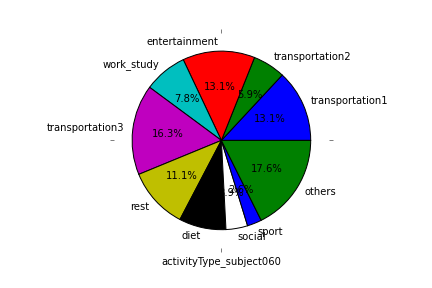 entertainment
work_study
transportation2
13.1%
5.9%
7.8%
transportation1
13.1%
transportation3
16.3%
11.1%
17.6%
rest
others
diet
social
sport
activityType_subject060